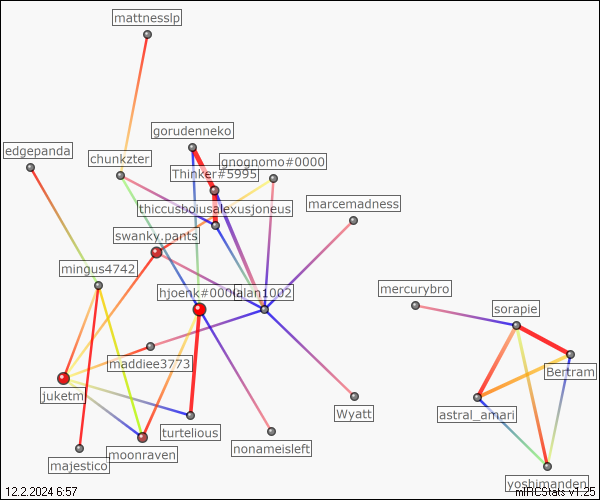 mattnesslp
gorudenneko
edgepanda
chunkzter
gnognomo#0000
Thinker#5995
marcemadness
thiccusboiusalexusjoneus
swanky.pants
mingus4742
mercurybro
hjoenk#0000
alan1002
sorapie
maddiee3773
Bertram
juketm
Wyatt
astral_amari
turtelious
nonameisleft
moonraven
majestico
yoshimanden
12.2.2024 6:57
mIRCStats v1.25